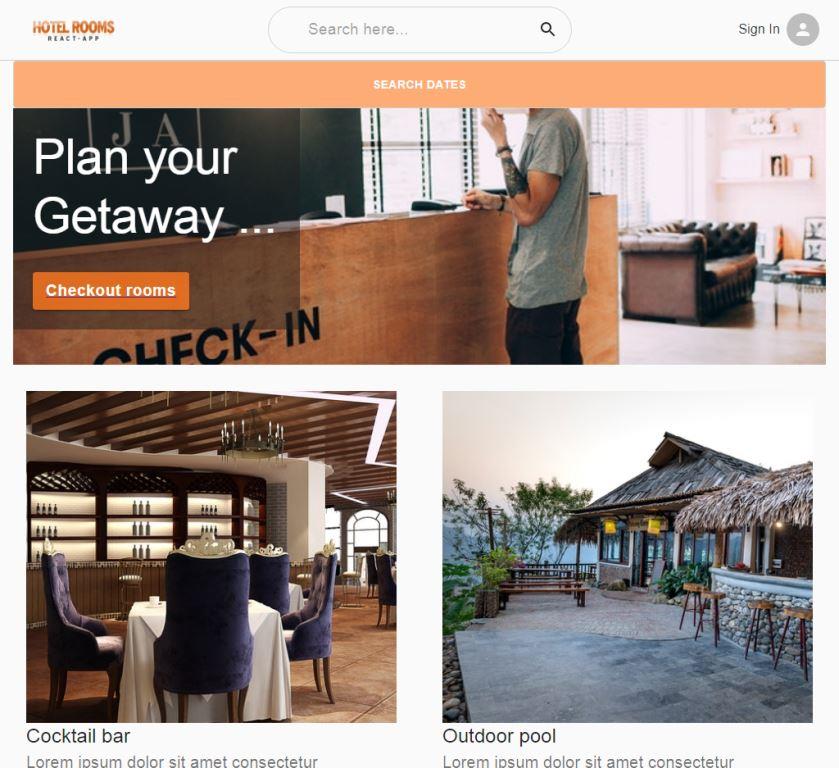 HOTEL ROOMS
REACT-APP
Search here...
Sign In
SEARCH DATES
JA
Plan your
Getaway ...
Checkout rooms
CHECK-IN
Cocktail bar
Outdoor pool
Lorem ipsum dolor sit amet consectetur
Lorem ipsum dolor sit amet consectetur